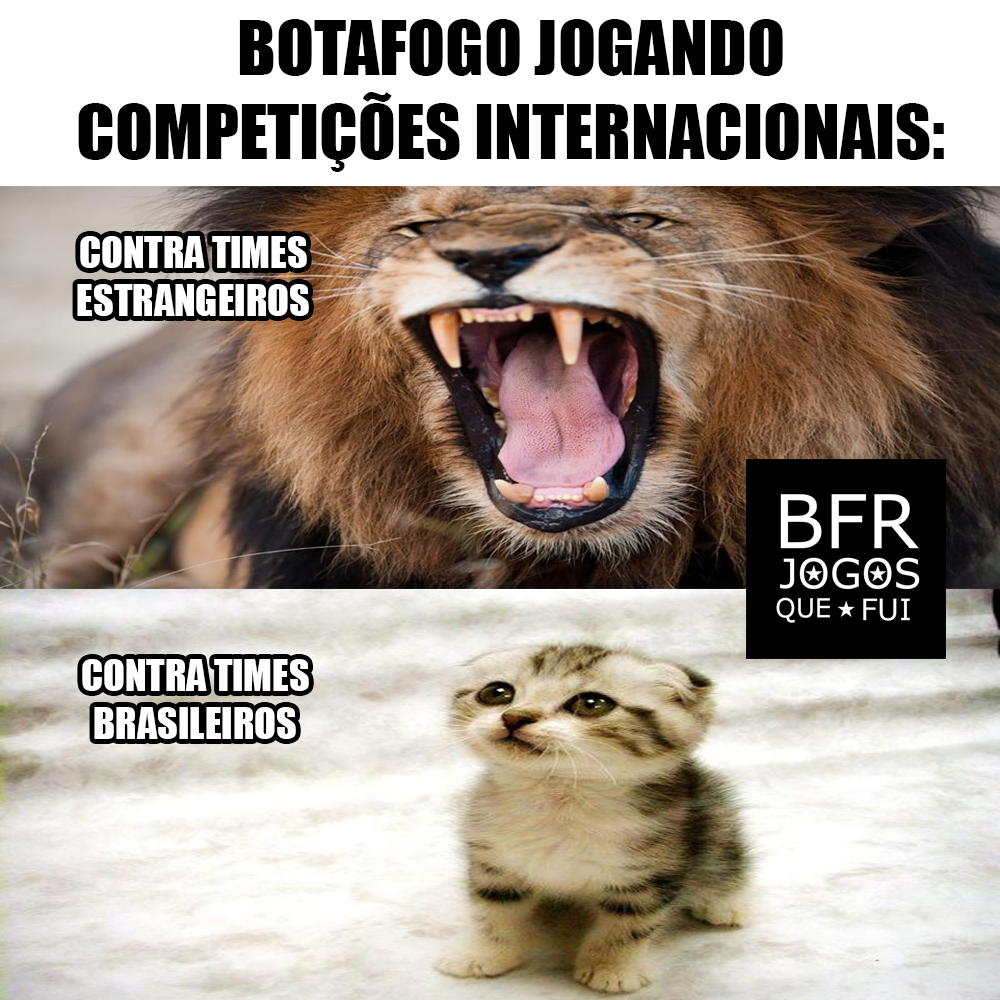 BOTAFOGO JOGANDO
COMPETIÇÕES INTERNACIONAIS:
CONTRA TIMES
ESTRANGEIROS
BFR
JOGOS
QUE ★ FUI
CONTRA TIMES
BRASILEIROS